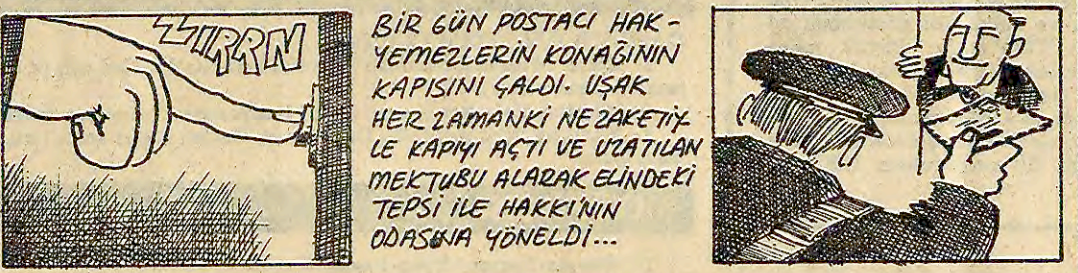 ZZIRRN
BİR GÜN POSTACI HAK-
YEMEZLERİN KONAĞININ
KAPISINI ÇALDI. UŞAK
HER ZAMANKİ NEZAKETİY-
LE KAPIYI AÇTI VE UZATILAN
MEKTUBU ALARAK ELİNDEKİ
TEPSİ İLE HAKKI'NIN
ODASINA YÖNELDİ...